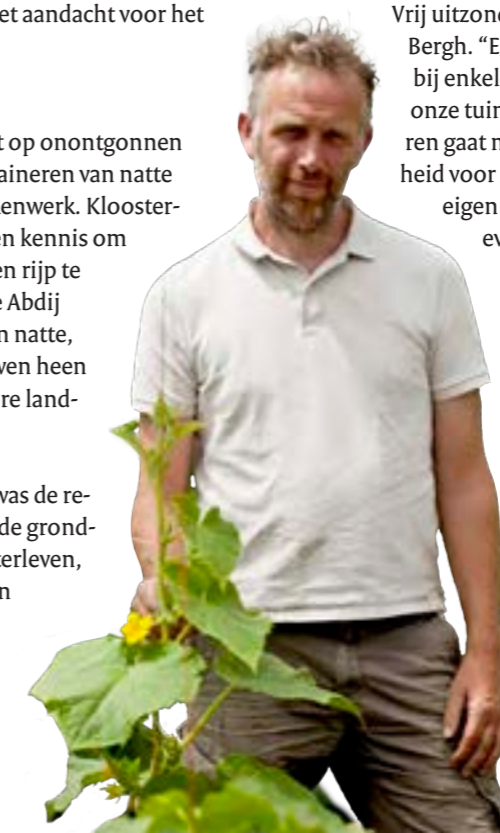 et aandacht voor het
t op onontgonnen
aineren van natte
enwerk. Klooster-
en kennis om
en rijp te
e Abdij
n natte,
wen heen
re land-
was de re-
de grond-
terleven,
n
Vrij uitzond
Bergh. “E
bij enkel
onze tuin
ren gaat n
heid voor
eigen
ev